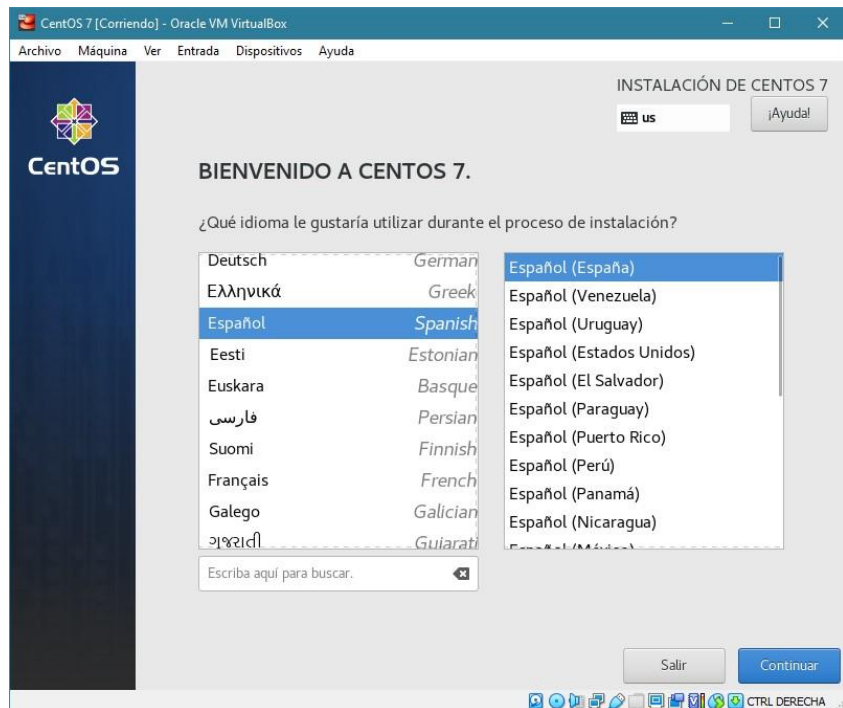 CentOS 7 [Corriendo] - Oracle VM VirtualBox
Archivo Máquina Ver Entrada Dispositivos Ayuda
INSTALACIÓN DE CENTOS 7
us ¡Ayuda!
CentOS
BIENVENIDO A CENTOS 7.
¿Qué idioma le gustaría utilizar durante el proceso de instalación?
Deutsch German
Ελληνικά Greek
Español Spanish
Eesti Estonian
Euskara Basque
فارسی Persian
Suomi Finnish
Français French
Galego Galician
ગુજરાતી Gujarati
Español (España)
Español (Venezuela)
Español (Uruguay)
Español (Estados Unidos)
Español (El Salvador)
Español (Paraguay)
Español (Puerto Rico)
Español (Perú)
Español (Panamá)
Español (Nicaragua)
Español (México)
Escriba aquí para buscar.
Salir Continuar
CTRL DERECHA